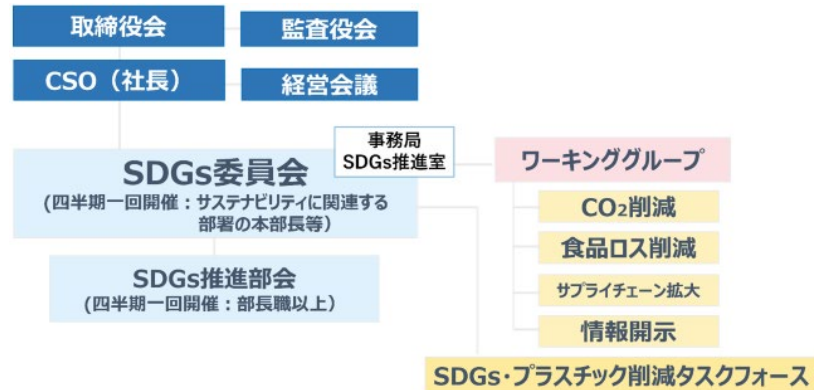 取締役会
監査役会
CSO（社長）
経営会議
事務局
SDGs推進室
SDGs委員会
(四半期一回開催：サステナビリティに関連する
部署の本部長等）
ワーキンググループ
CO₂削減
食品ロス削減
サプライチェーン拡大
情報開示
SDGs推進部会
(四半期一回開催：部長職以上）
SDGs・プラスチック削減タスクフォース